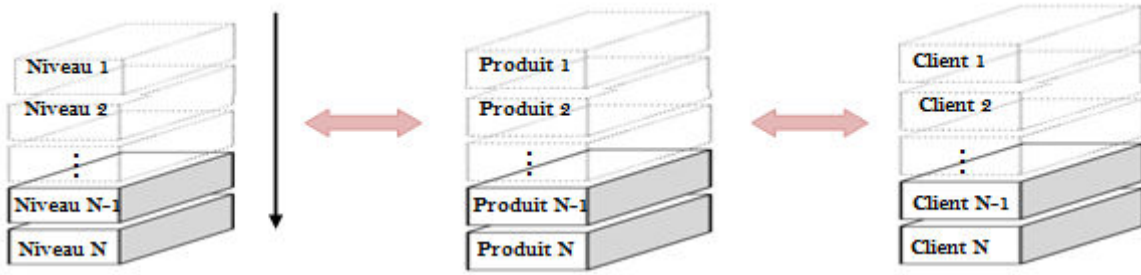 Niveau 1
Niveau 2
⋮
Niveau N-1
Niveau N
Produit 1
Produit 2
⋮
Produit N-1
Produit N
Client 1
Client 2
⋮
Client N-1
Client N